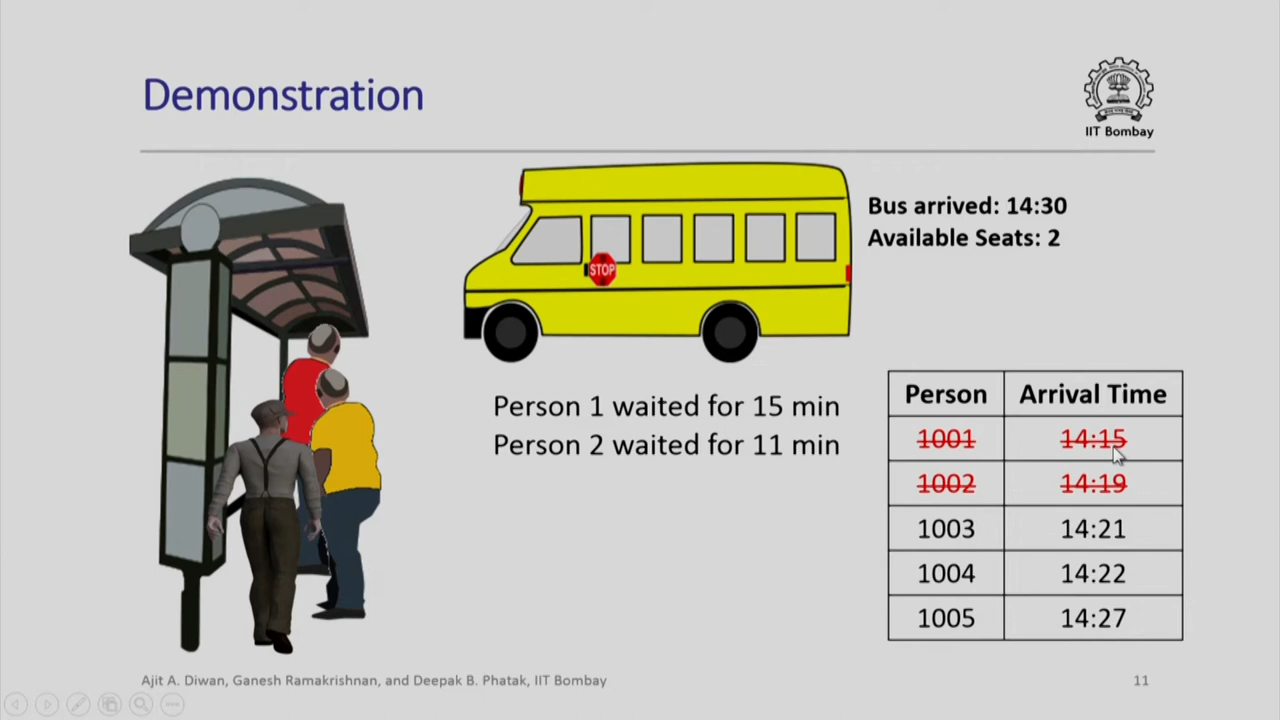 Demonstration
IIT Bombay
Bus arrived: 14:30
Available Seats: 2
STOP
Person 1 waited for 15 min
Person 2 waited for 11 min
Person Arrival Time
1001 14:15
1002 14:19
1003 14:21
1004 14:22
1005 14:27
Ajit A. Diwan, Ganesh Ramakrishnan, and Deepak B. Phatak, IIT Bombay
11